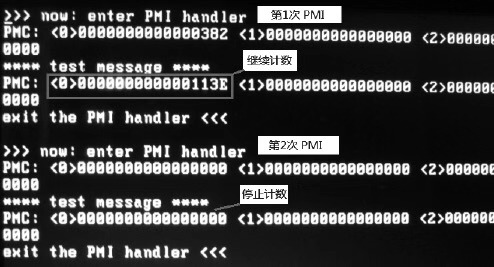 >>> now: enter PMI handler 第1次 PMI
PMC: <0>0000000000000382 <1>0000000000000000 <2>000000
0000
**** test message **** 继续计数
PMC: <0>000000000000113E <1>0000000000000000 <2>000000
0000
exit the PMI handler <<<
>>> now: enter PMI handler 第2次 PMI
PMC: <0>0000000000000000 <1>0000000000000000 <2>000000
0000
**** test message **** 停止计数
PMC: <0>0000000000000000 <1>0000000000000000 <2>000000
0000
exit the PMI handler <<<